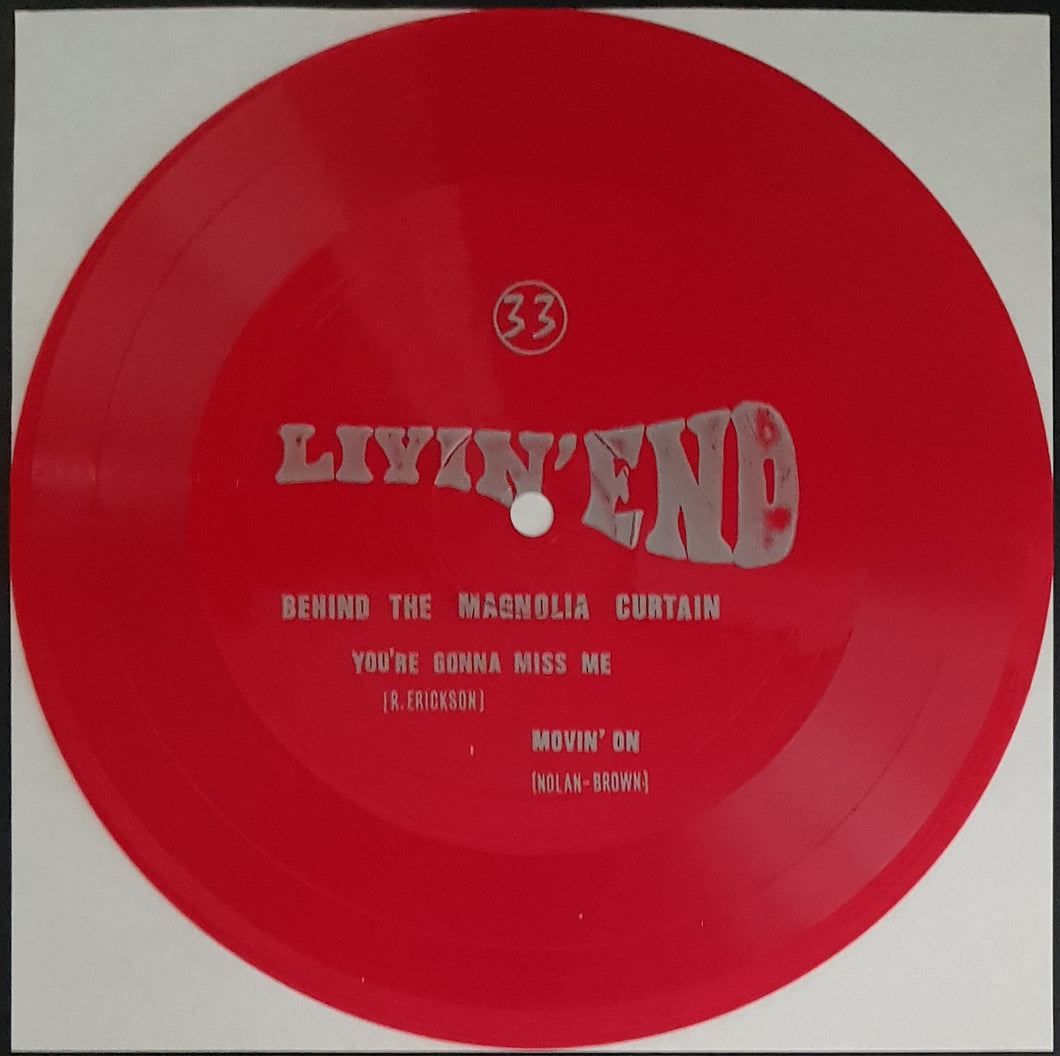 33
LIVIN' END
BEHIND THE MAGNOLIA CURTAIN
YOU'RE GONNA MISS ME
[R. ERICKSON]
MOVIN' ON
[NOLAN-BROWN]